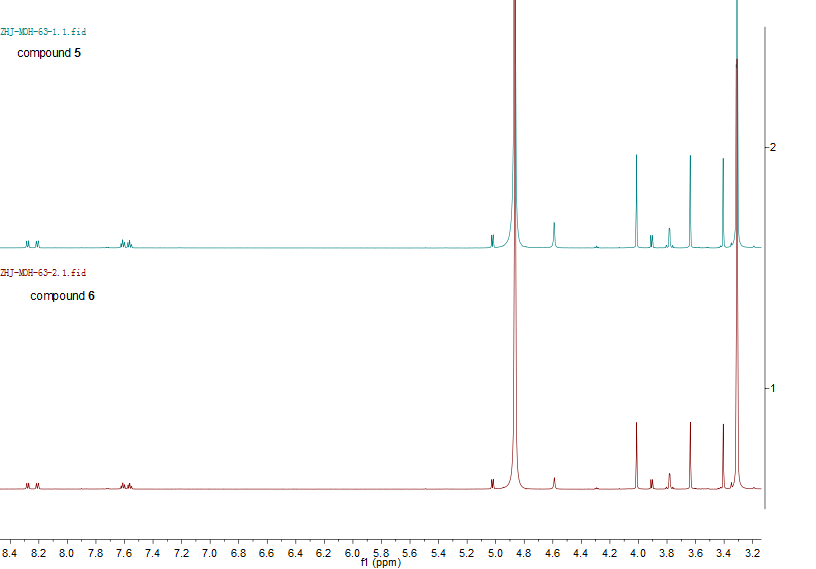 ZHJ-MDH-63-1.1.fid
compound 5
2
ZHJ-MDH-63-2.1.fid
compound 6
1
8.4 8.2 8.0 7.8 7.6 7.4 7.2 7.0 6.8 6.6 6.4 6.2 6.0 5.8 5.6 5.4 5.2 5.0 4.8 4.6 4.4 4.2 4.0 3.8 3.6 3.4 3.2
f1 (ppm)